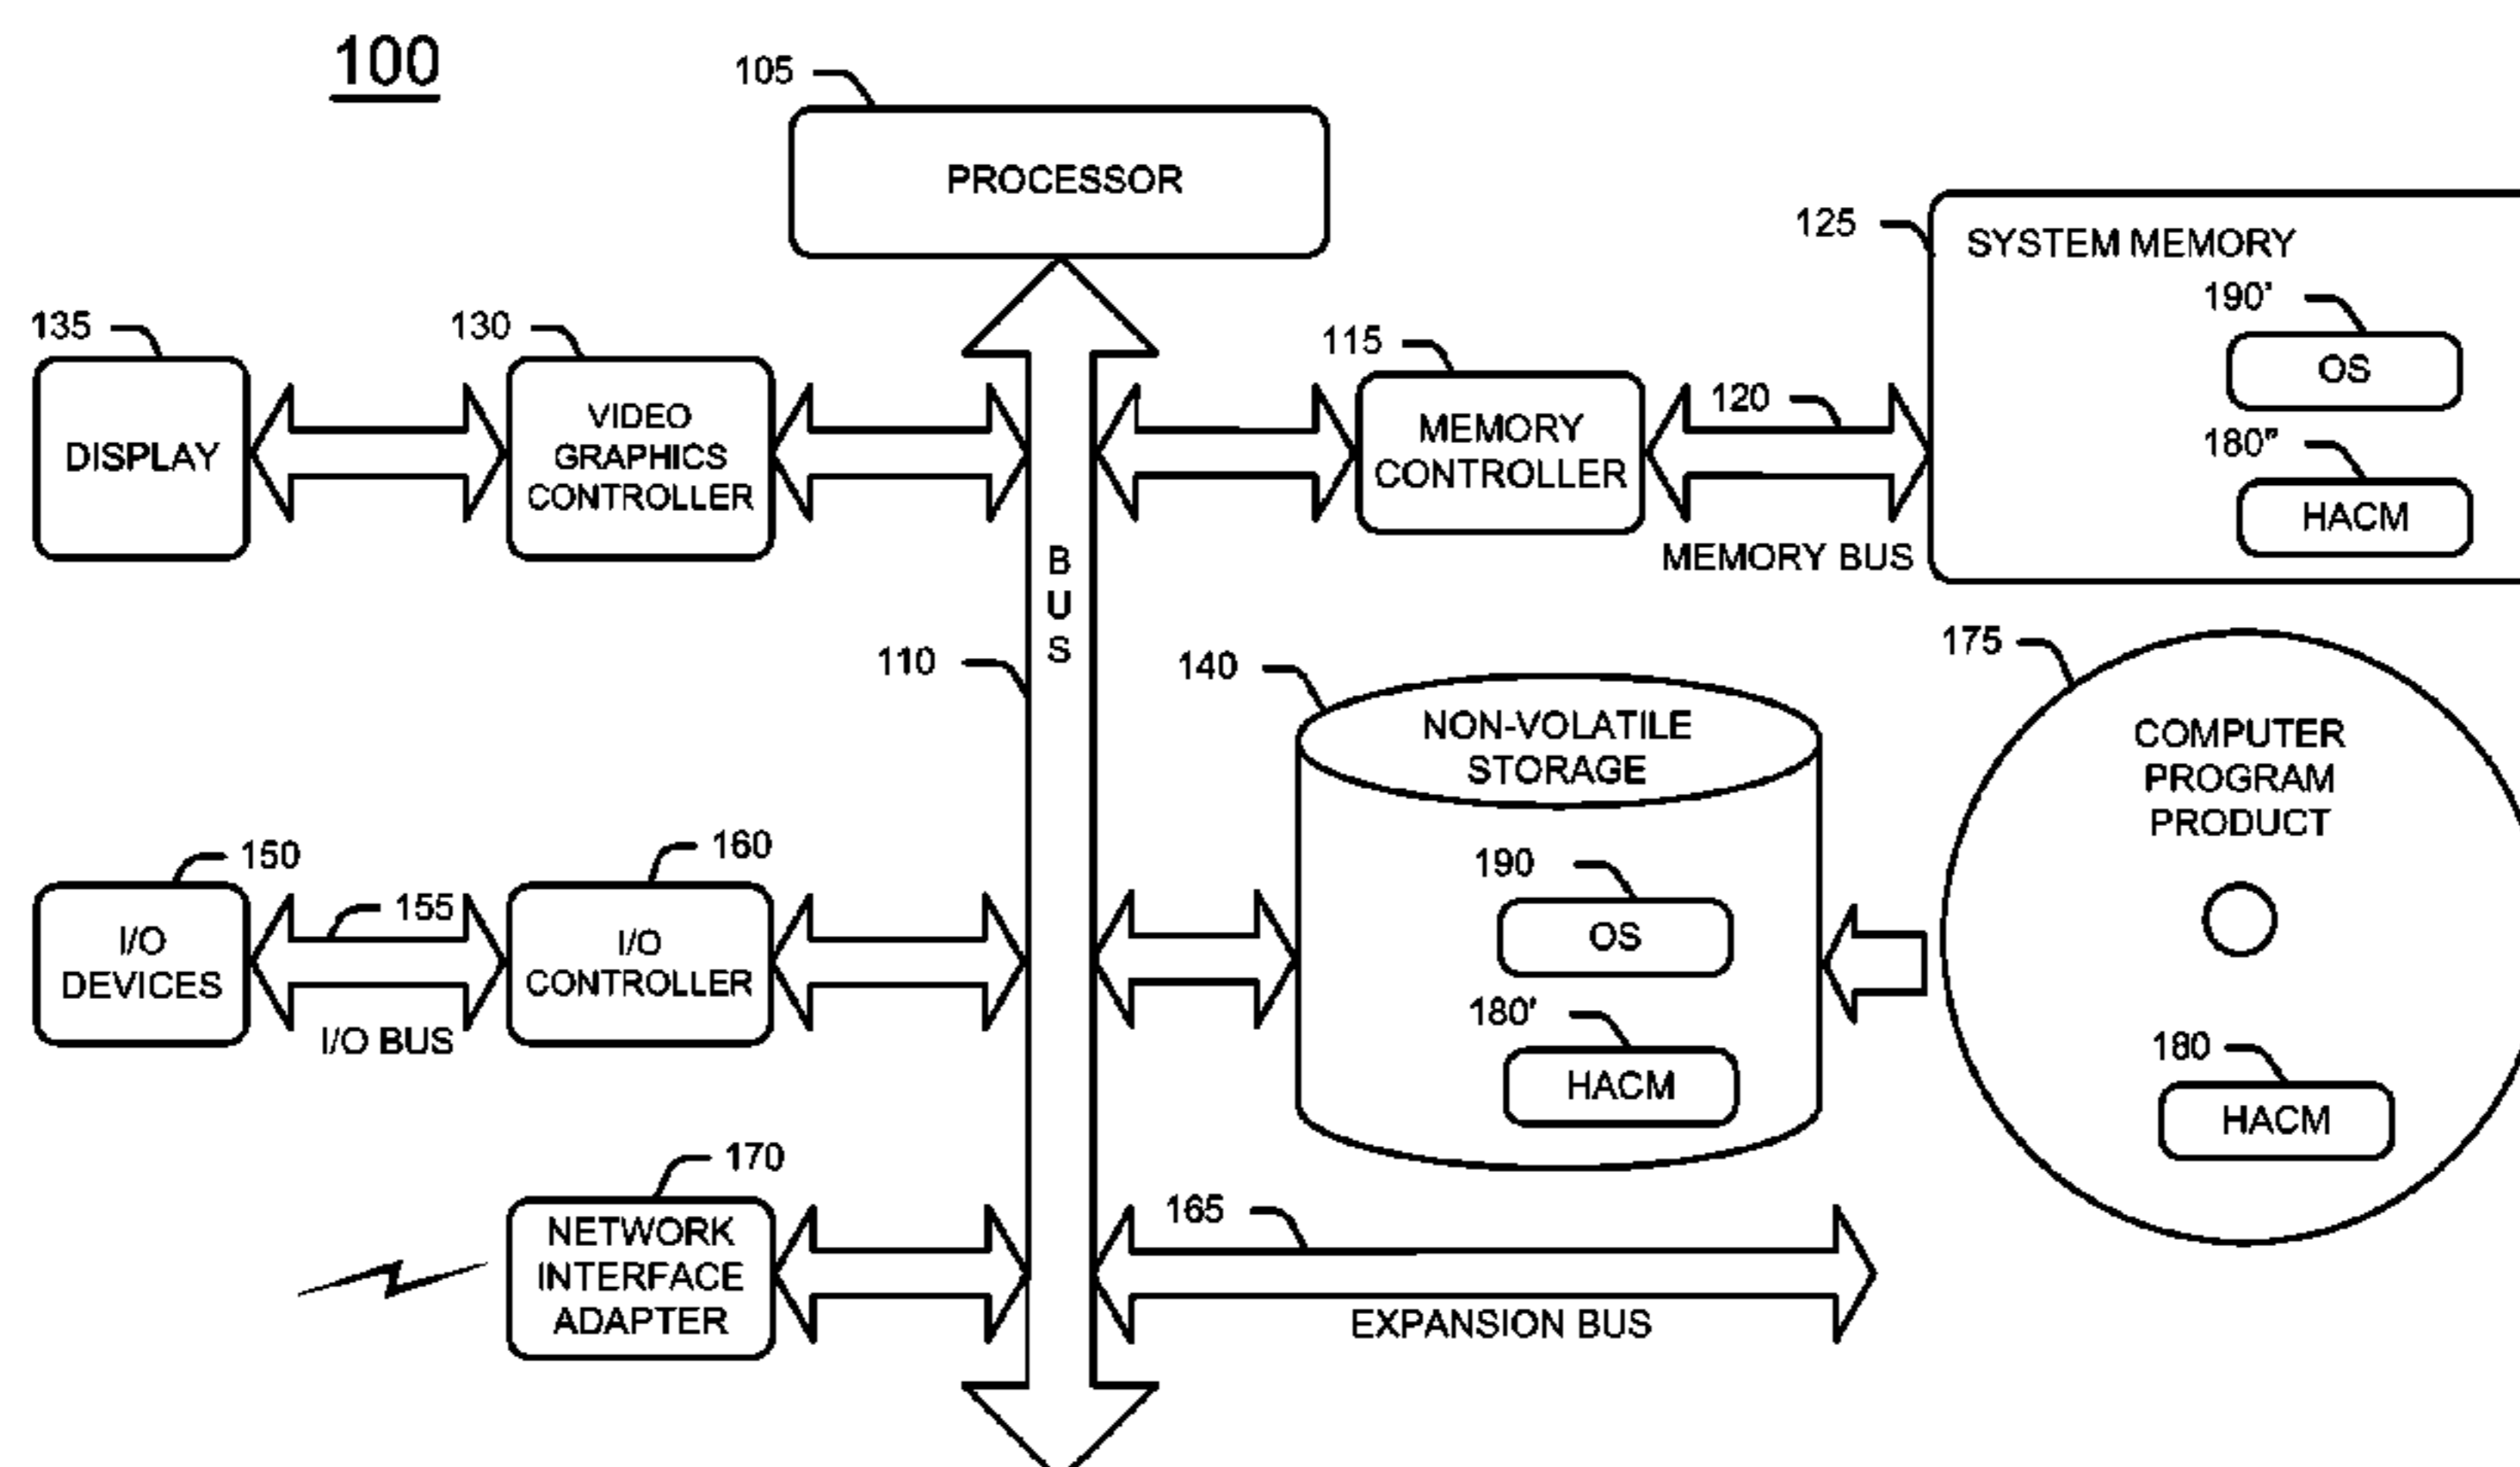 100
105
PROCESSOR
125
SYSTEM MEMORY
190'
OS
180"
HACM
135
DISPLAY
130
VIDEO
GRAPHICS
CONTROLLER
115
MEMORY
CONTROLLER
120
MEMORY BUS
B
U
S
110
140
NON-VOLATILE
STORAGE
190
OS
180'
HACM
175
COMPUTER
PROGRAM
PRODUCT
180
HACM
150
I/O
DEVICES
155
I/O BUS
160
I/O
CONTROLLER
170
NETWORK
INTERFACE
ADAPTER
165
EXPANSION BUS